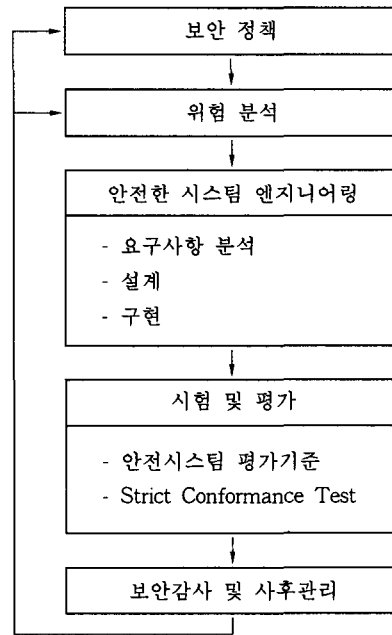 보안 정책
위험 분석
안전한 시스템 엔지니어링
- 요구사항 분석
- 설계
- 구현
시험 및 평가
- 안전시스템 평가기준
- Strict Conformance Test
보안감사 및 사후관리